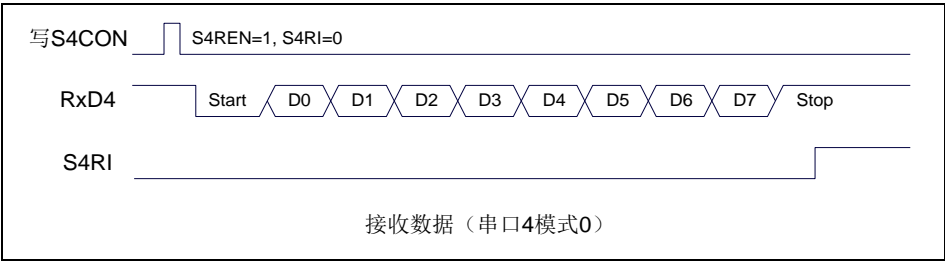 写S4CON S4REN=1, S4RI=0
RxD4 Start D0 D1 D2 D3 D4 D5 D6 D7 Stop
S4RI
接收数据（串口4模式0）